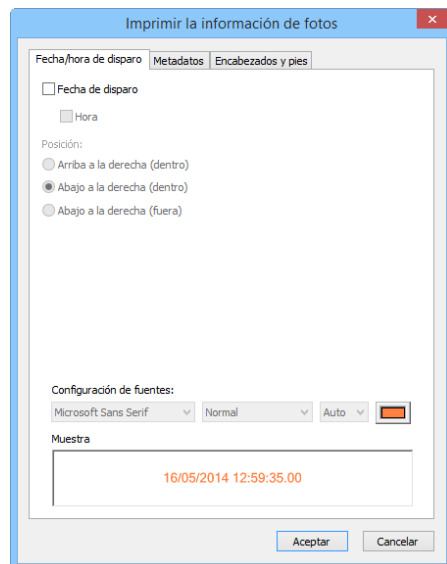 Imprimir la información de fotos
Fecha/hora de disparo Metadatos Encabezados y pies
Fecha de disparo
Hora
Posición:
Arriba a la derecha (dentro)
Abajo a la derecha (dentro)
Abajo a la derecha (fuera)
Configuración de fuentes:
Microsoft Sans Serif Normal Auto
Muestra
16/05/2014 12:59:35.00
Aceptar Cancelar